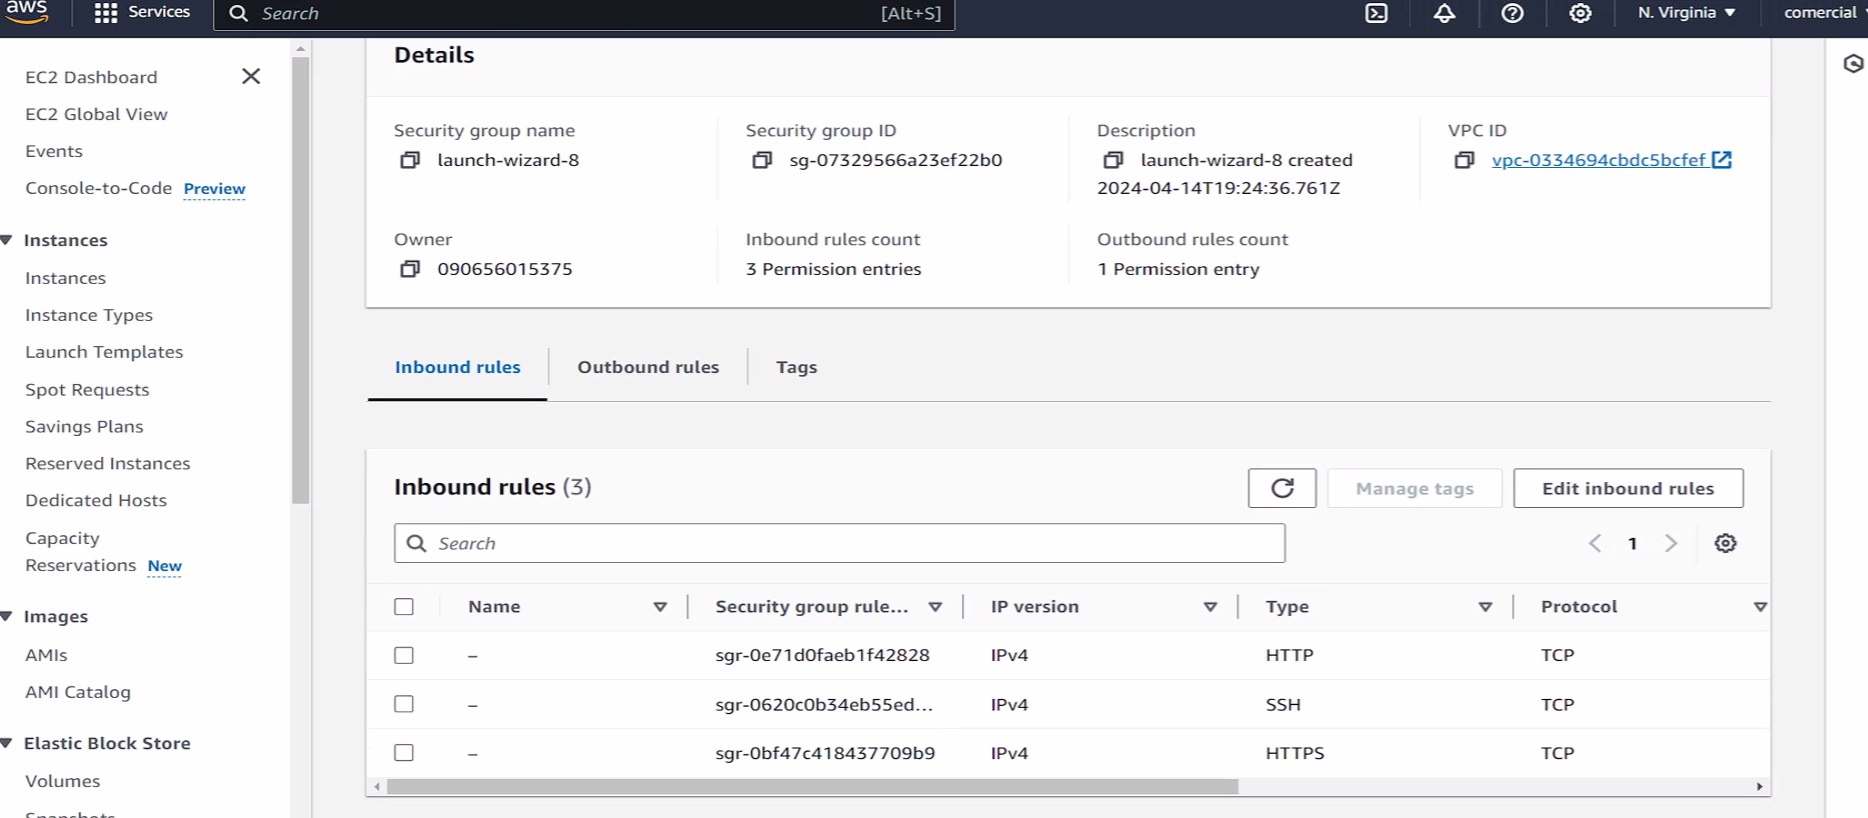 aws
Services
Search
[Alt+S]
N. Virginia
comercial
EC2 Dashboard
EC2 Global View
Events
Console-to-Code Preview
Instances
Instances
Instance Types
Launch Templates
Spot Requests
Savings Plans
Reserved Instances
Dedicated Hosts
Capacity
Reservations New
Images
AMIs
AMI Catalog
Elastic Block Store
Volumes
Snapshots
Details
Security group name
launch-wizard-8
Security group ID
sg-07329566a23ef22b0
Description
launch-wizard-8 created
2024-04-14T19:24:36.761Z
VPC ID
vpc-0334694cbdc5bcfef
Owner
090656015375
Inbound rules count
3 Permission entries
Outbound rules count
1 Permission entry
Inbound rules
Outbound rules
Tags
Inbound rules (3)
Manage tags
Edit inbound rules
Search
1
Name Security group rule... IP version Type Protocol
– sgr-0e71d0faeb1f42828 IPv4 HTTP TCP
– sgr-0620c0b34eb55ed... IPv4 SSH TCP
– sgr-0bf47c418437709b9 IPv4 HTTPS TCP